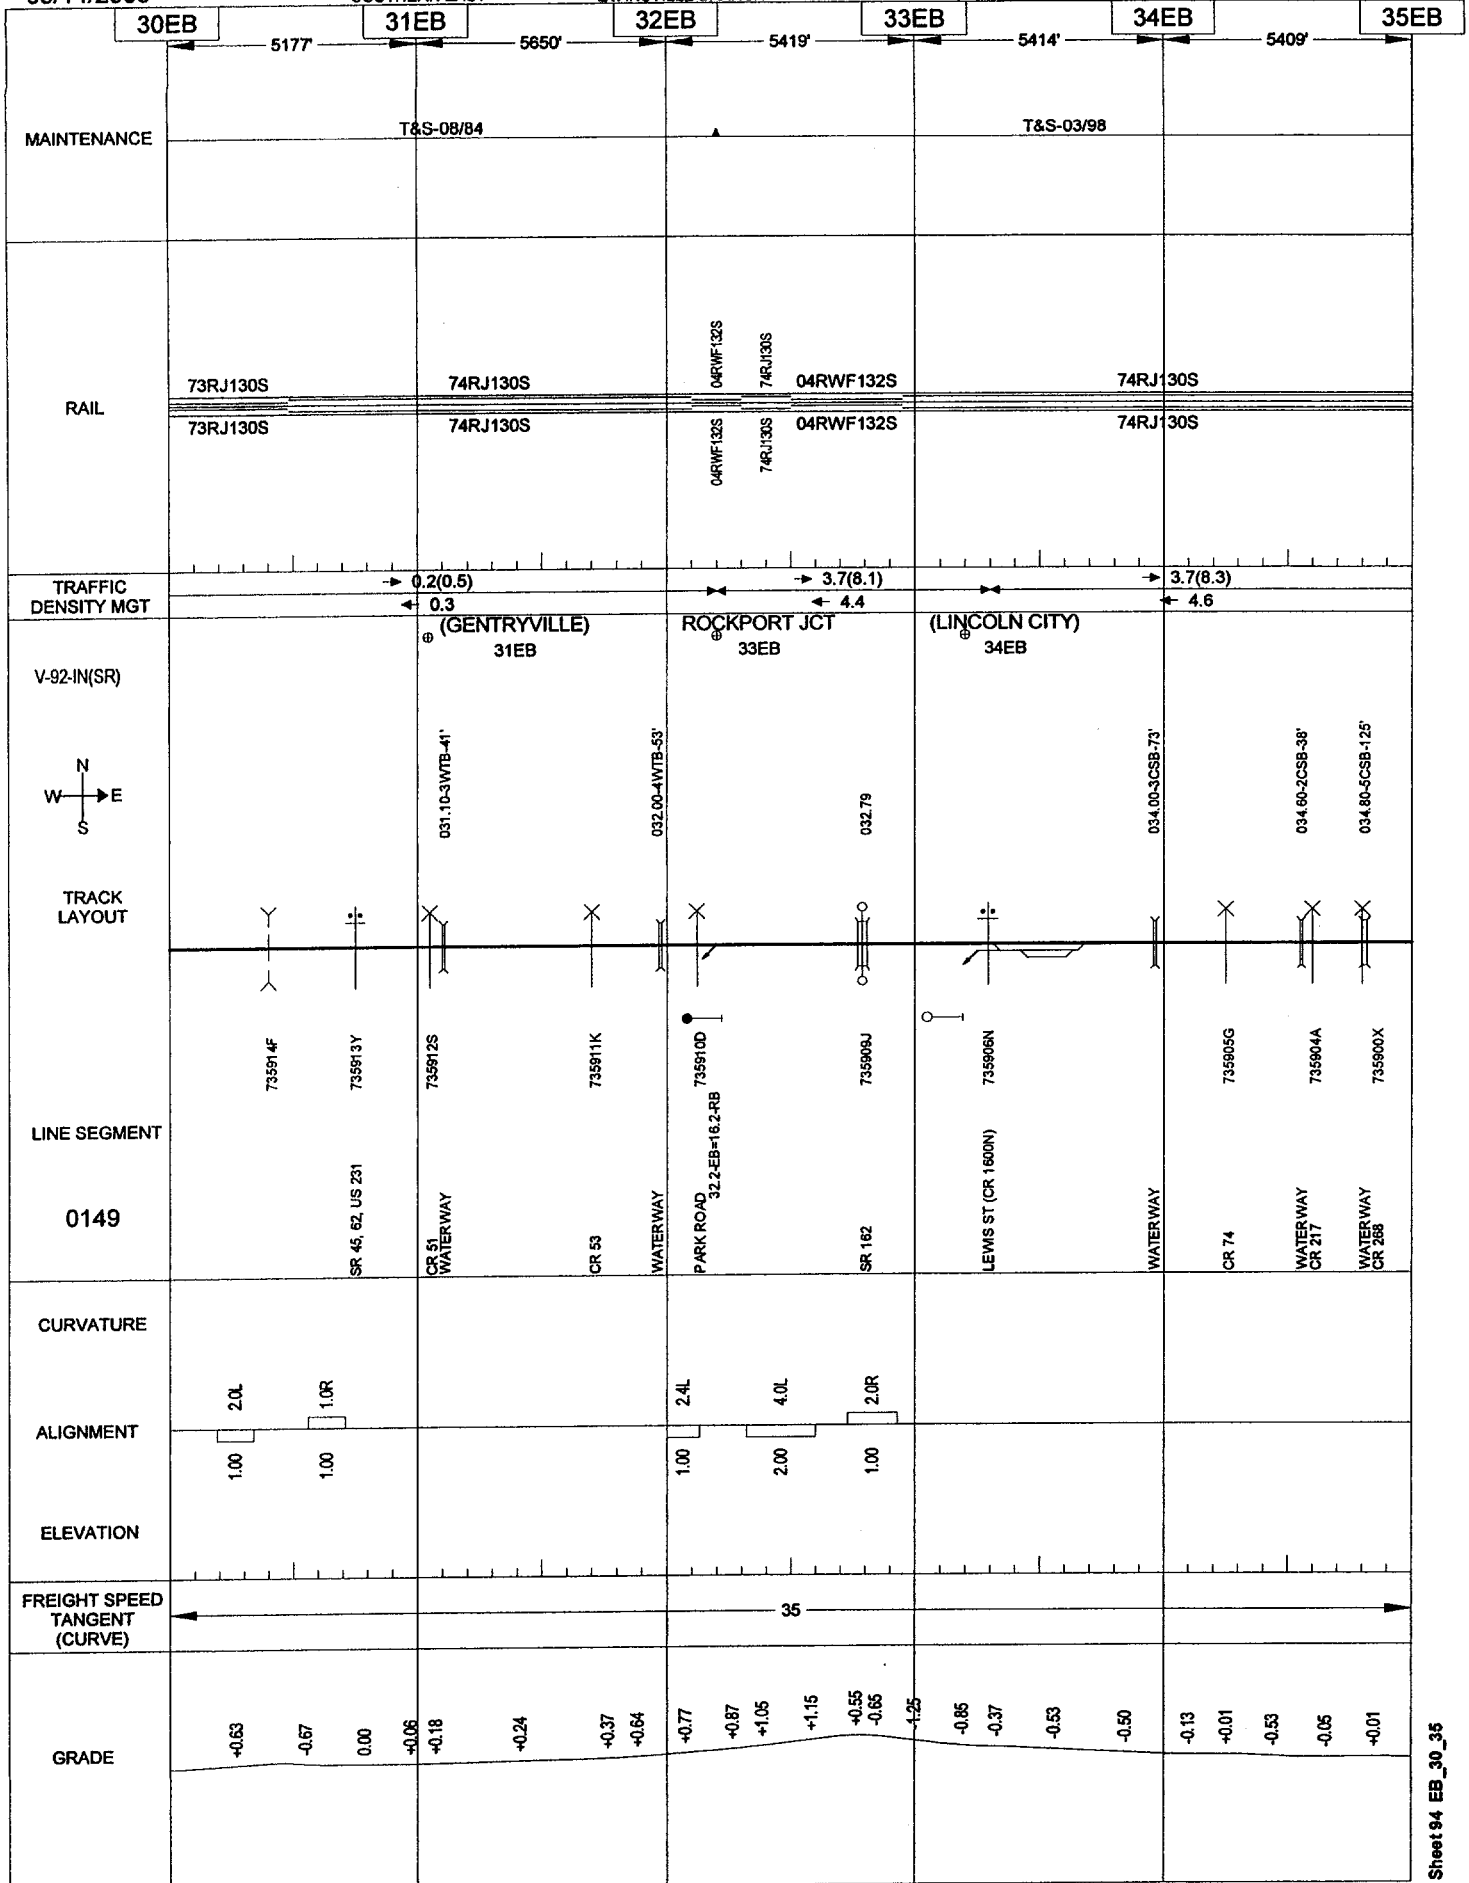 30EB 31EB 32EB 33EB 34EB 35EB
5177' 5650' 5419' 5414' 5409'
MAINTENANCE
T&S-08/84 T&S-03/98
RAIL
04RWF132S 74RJ130S
73RJ130S 74RJ130S 04RWF132S 74RJ130S
73RJ130S 74RJ130S 04RWF132S 74RJ130S
04RWF132S 74RJ130S
TRAFFIC
DENSITY MGT
0.2(0.5) 3.7(8.1) 3.7(8.3)
0.3 4.4 4.6
(GENTRYVILLE) ROCKPORT JCT (LINCOLN CITY)
31EB 33EB 34EB
V-92-IN(SR)
N
W E
S
031.10-3WTB-41' 032.00-4WTB-53' 032.79 034.00-3CSB-73' 034.60-2CSB-38' 034.80-5CSB-125'
TRACK
LAYOUT
735914F 735913Y 735912S 735911K 735910D 735909J 735906N 735905G 735904A 735900X
32.2-EB=16.2-RB
LINE SEGMENT
0149
SR 45, 62, US 231
CR 51
WATERWAY
CR 53
WATERWAY
PARK ROAD
SR 162
LEWIS ST (CR 1600N)
WATERWAY
CR 74
WATERWAY
CR 217
WATERWAY
CR 268
CURVATURE
2.0L 1.0R 2.4L 4.0L 2.0R
ALIGNMENT
1.00 1.00 1.00 2.00 1.00
ELEVATION
FREIGHT SPEED
TANGENT
(CURVE)
35
GRADE
+0.63 -0.67 0.00 +0.06 +0.18 +0.24 +0.37 +0.64 +0.77 +0.87 +1.05 +1.15 +0.55 -0.65 -1.25 -0.85 -0.37 -0.53 -0.50 -0.13 +0.01 -0.53 -0.05 +0.01
Sheet 94 EB_30_35